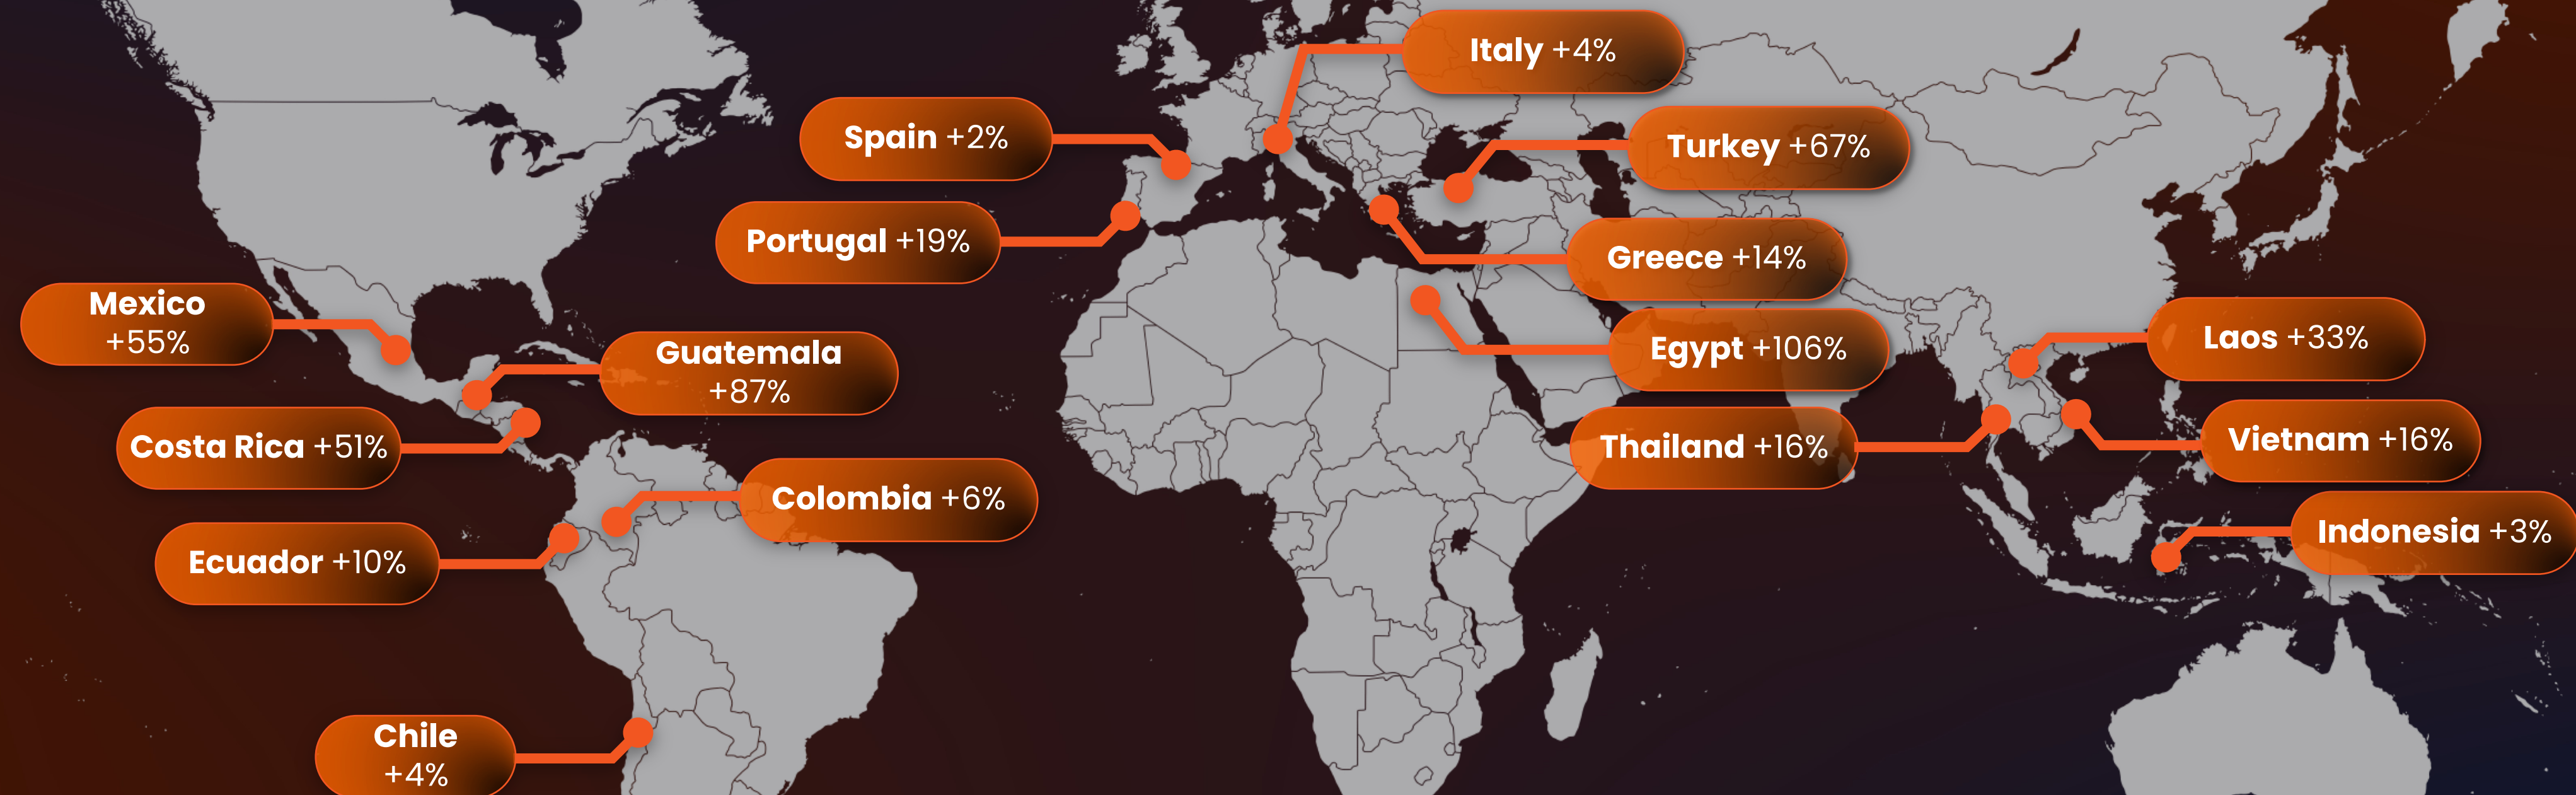 Italy +4%
Spain +2%
Turkey +67%
Portugal +19%
Greece +14%
Mexico
+55%
Guatemala
+87%
Egypt +106%
Laos +33%
Costa Rica +51%
Thailand +16%
Vietnam +16%
Colombia +6%
Indonesia +3%
Ecuador +10%
Chile
+4%